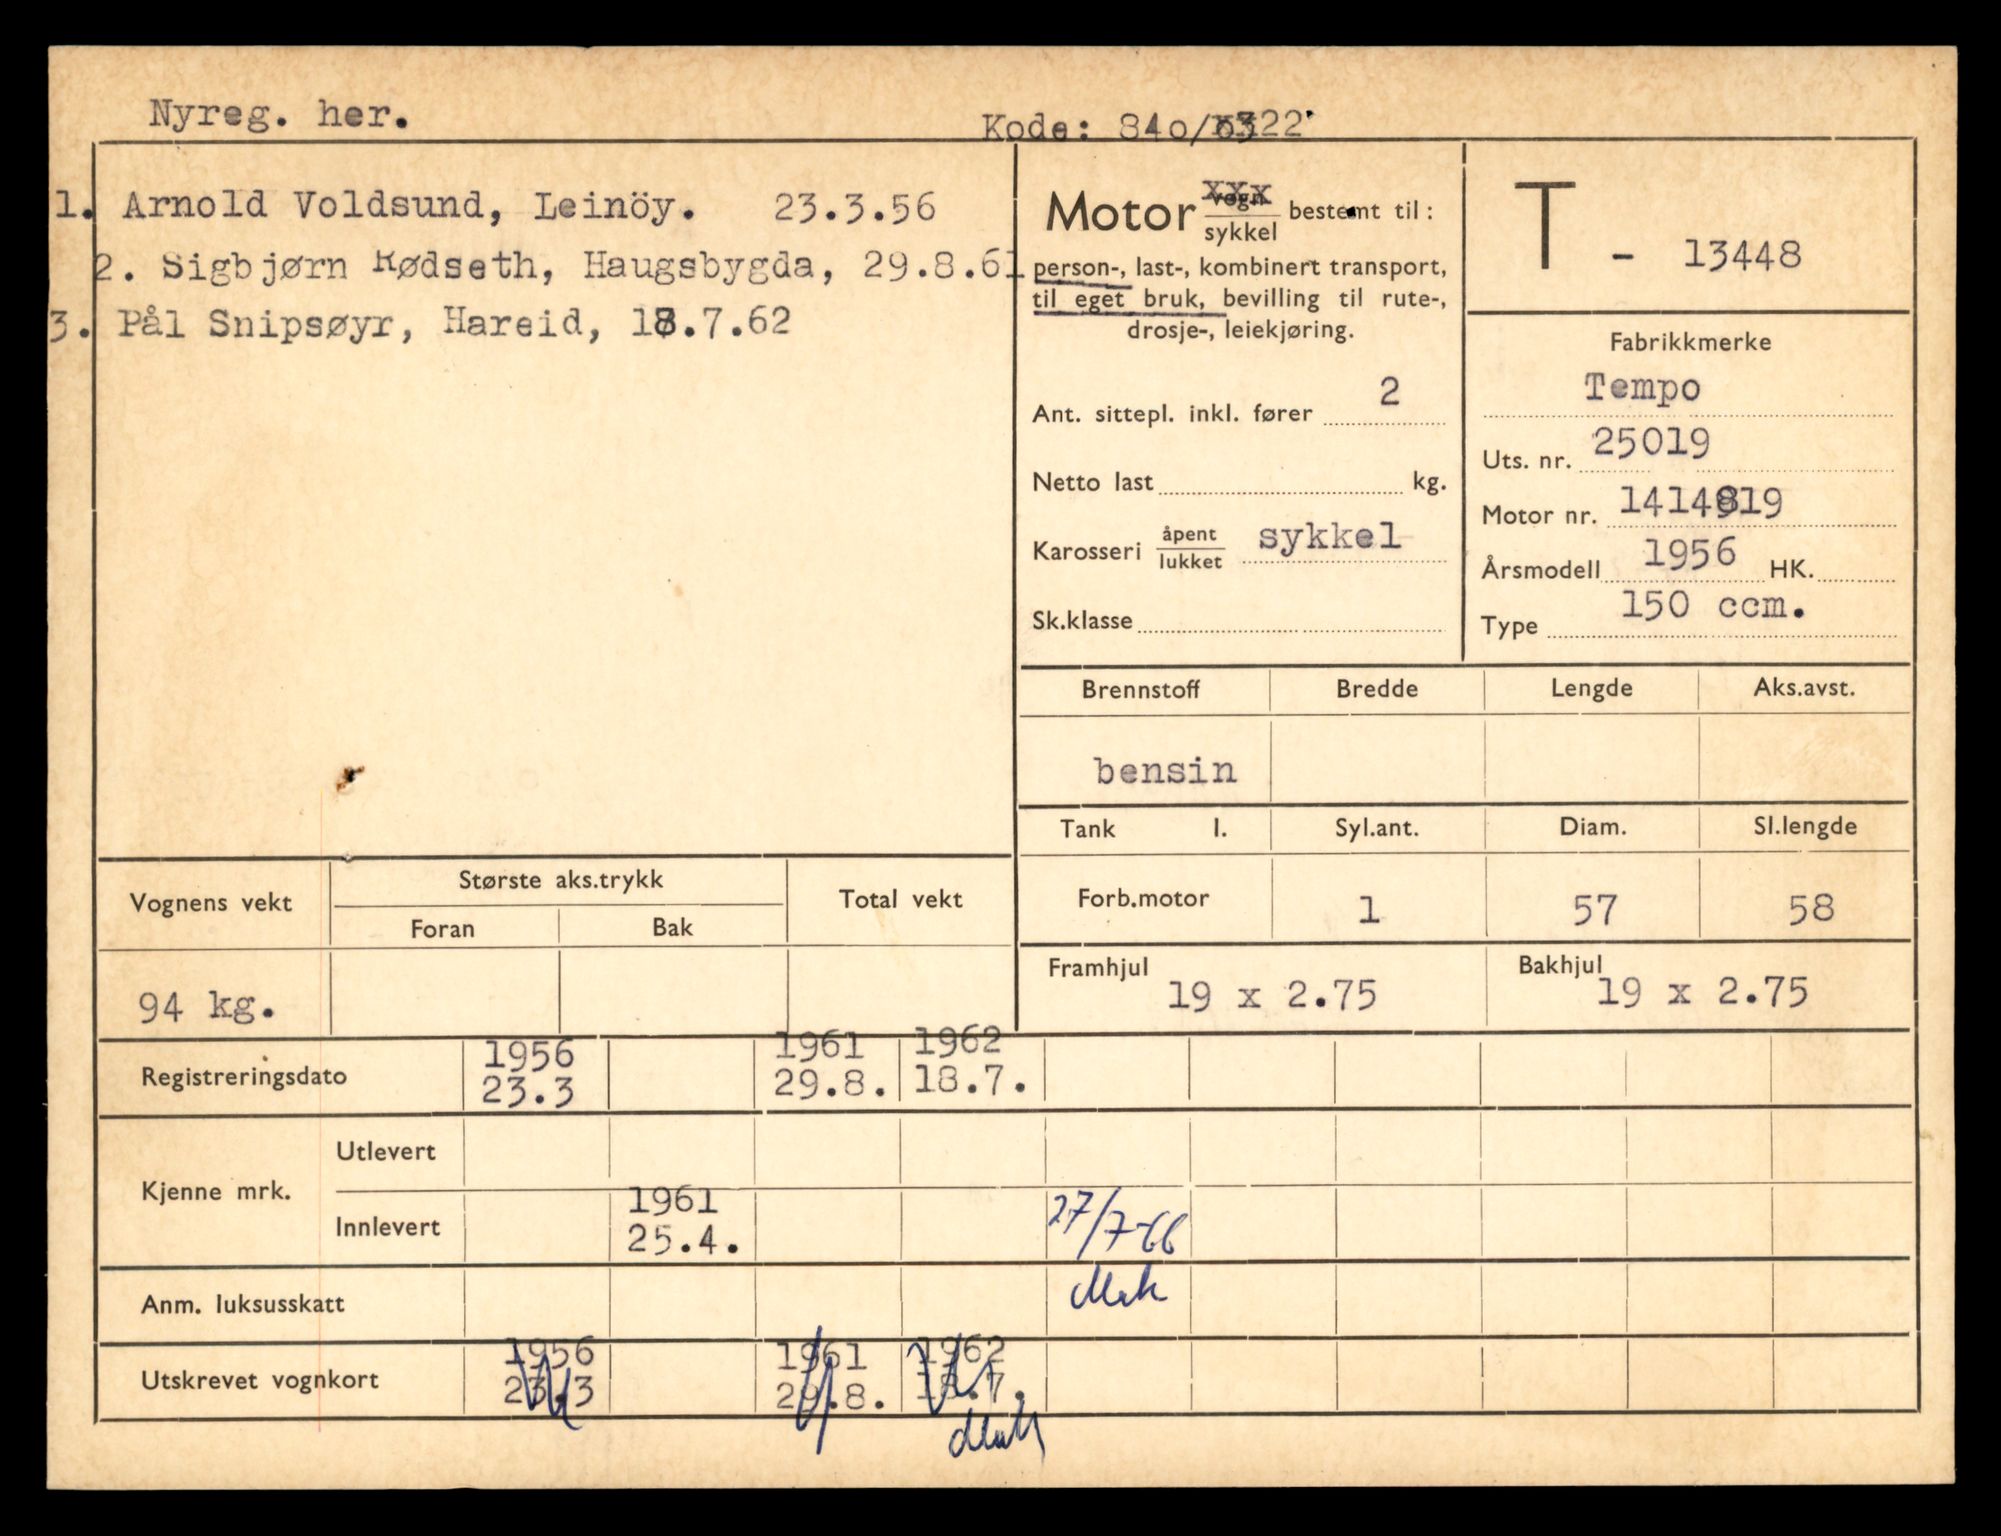 Nyreg. her.
Kode: 84o/6322
1. Arnold Voldsund, Leinöy. 23.3.56
2. Sigbjørn Rødseth, Haugsbygda, 29.8.61
3. Pål Snipsøyr, Hareid, 18.7.62
Motor vogn/sykkel bestemt til:
person-, last-, kombinert transport,
til eget bruk, bevilling til rute-,
drosje-, leiekjøring.
Ant. sittepl. inkl. fører 2
Netto last kg.
Karosseri åpent/lukket sykkel
Sk.klasse
T - 13448
Fabrikkmerke
Tempo
Uts. nr. 25019
Motor nr. 1414819
Årsmodell 1956 HK.
Type 150 ccm.
Brennstoff Bredde Lengde Aks.avst.
bensin
Tank l. Syl.ant. Diam. Sl.lengde
Forb.motor 1 57 58
Framhjul 19 x 2.75 Bakhjul 19 x 2.75
Vognens vekt Største aks.trykk Total vekt
Foran Bak
94 kg.
1956 1961 1962
Registreringsdato 23.3 29.8. 18.7.
Kjenne mrk. Utlevert
1961
Innlevert 25.4. 27/7-66
Anm. luksusskatt
1956 1961 1962
Utskrevet vognkort 23.3 29.8. 18.7.